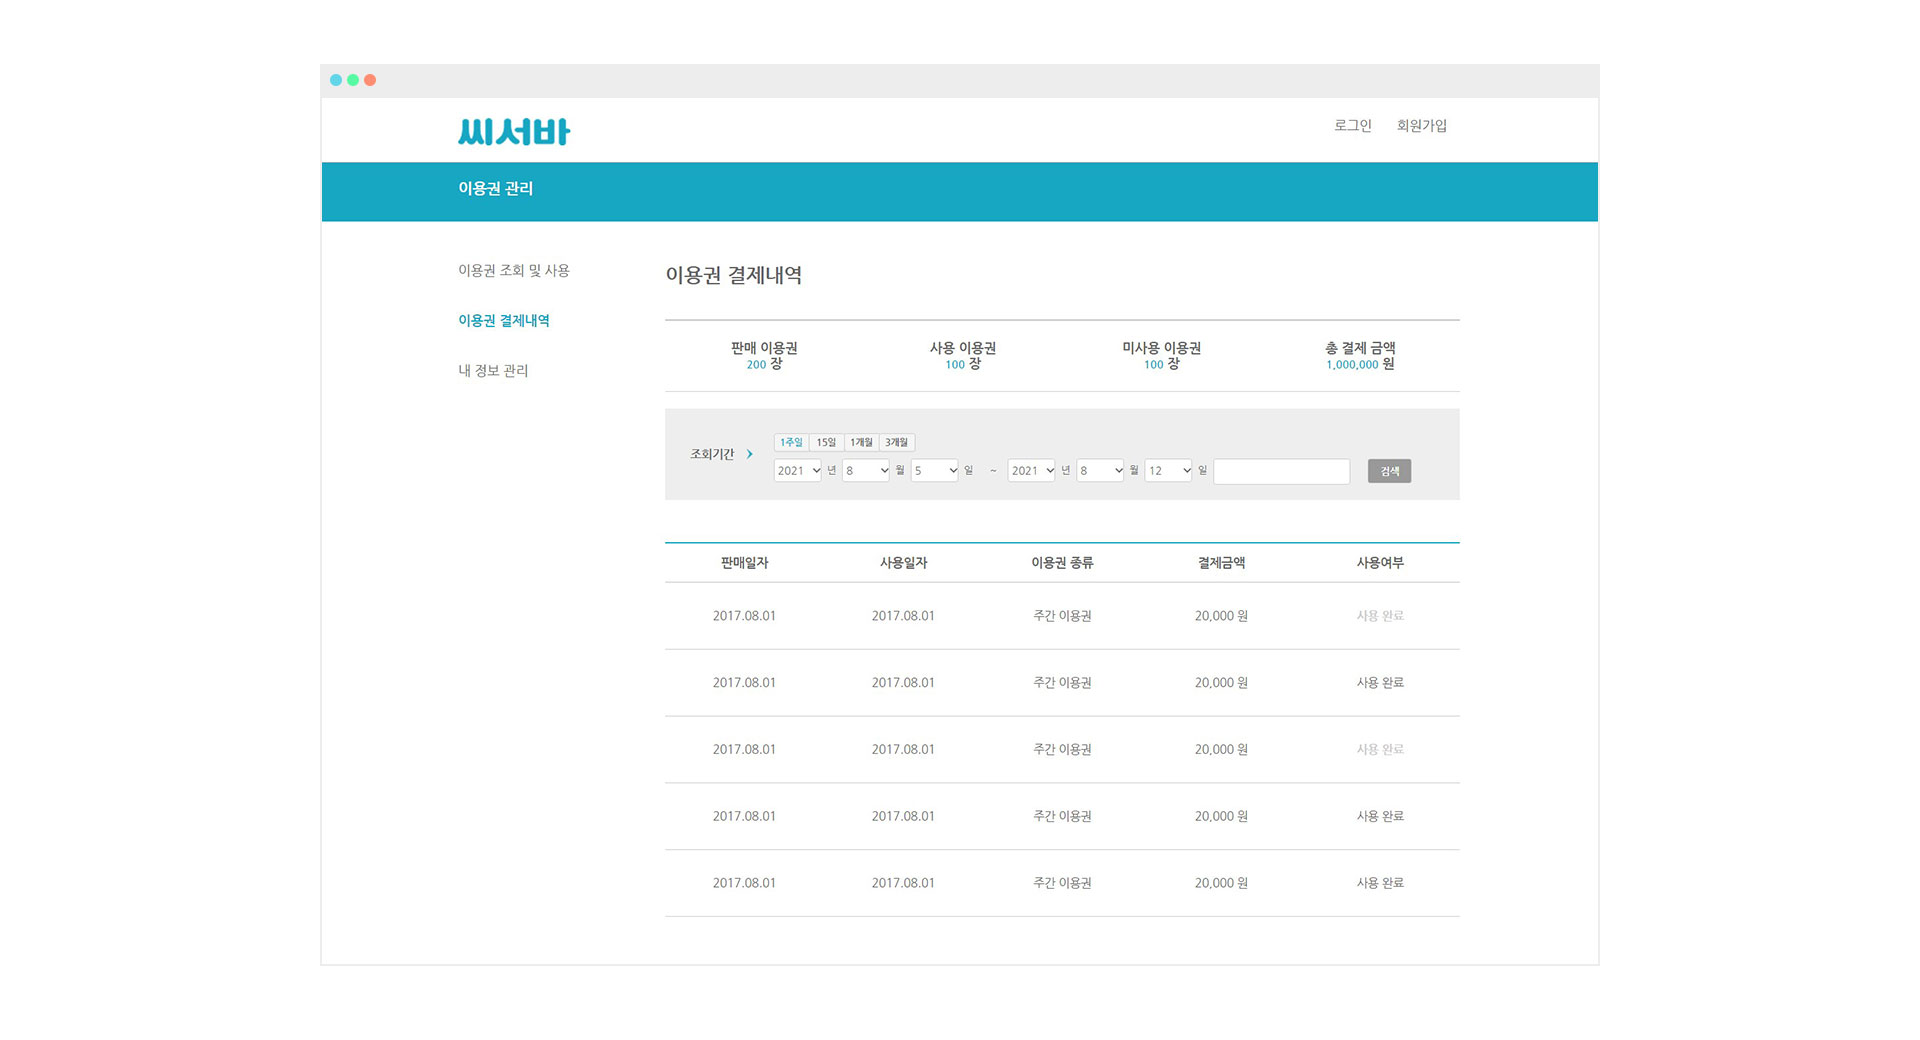 씨서바
로그인 회원가입
이용권 관리
이용권 조회 및 사용
이용권 결제내역
내 정보 관리
이용권 결제내역
판매 이용권 사용 이용권 미사용 이용권 총 결제 금액
200 장 100 장 100 장 1,000,000 원
조회기간
1주일 15일 1개월 3개월
2021 년 8 월 5 일 ~ 2021 년 8 월 12 일 검색
판매일자 사용일자 이용권 종류 결제금액 사용여부
2017.08.01 2017.08.01 주간 이용권 20,000 원 사용 완료
2017.08.01 2017.08.01 주간 이용권 20,000 원 사용 완료
2017.08.01 2017.08.01 주간 이용권 20,000 원 사용 완료
2017.08.01 2017.08.01 주간 이용권 20,000 원 사용 완료
2017.08.01 2017.08.01 주간 이용권 20,000 원 사용 완료